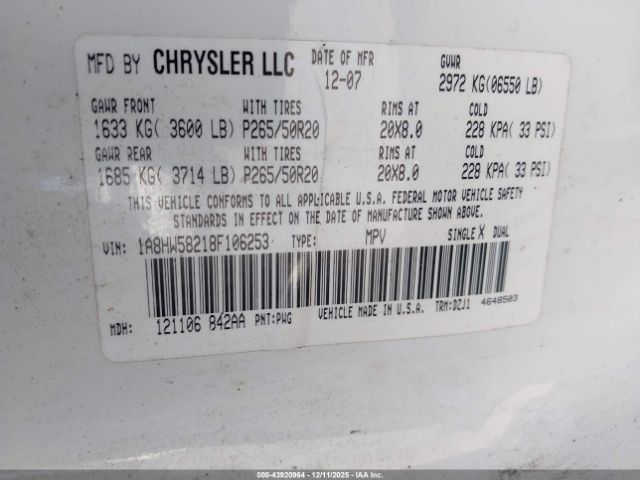 MFD BY CHRYSLER LLC DATE OF MFR GVWR
12-07 2972 KG(06550 LB)
GAWR FRONT WITH TIRES RIMS AT COLD
1633 KG( 3600 LB) P265/50R20 20X8.0 228 KPA( 33 PSI)
GAWR REAR WITH TIRES RIMS AT COLD
1685 KG( 3714 LB) P265/50R20 20X8.0 228 KPA( 33 PSI)
THIS VEHICLE CONFORMS TO ALL APPLICABLE U.S.A. FEDERAL MOTOR VEHICLE SAFETY
STANDARDS IN EFFECT ON THE DATE OF MANUFACTURE SHOWN ABOVE.
VIN: 1A8HW58218F106253 TYPE: MPV SINGLE X DUAL
MDH: 121106 842AA PNT:PWG VEHICLE MADE IN U.S.A. TRM:DZJ1 4648503
000-43920964 - 12/11/2025 - IAAI.COM